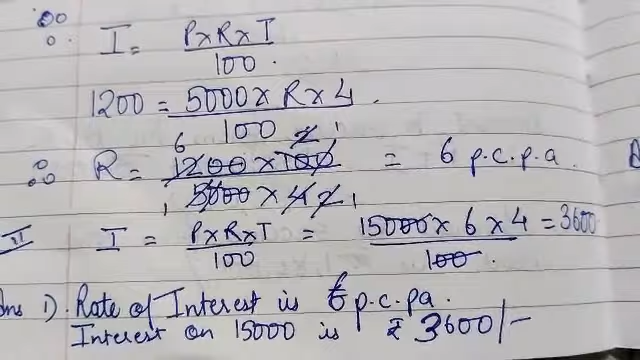 ∴ I = P×R×T / 100.
1200 = 5000 × R × 4 / 100.
∴ R = 1200 × 100 / 5000 × 4 = 6 p.c.p.a.
II I = P×R×T / 100 = 15000 × 6 × 4 / 100. = 3600
Ans 1). Rate of Interest is 6 p.c.pa.
Interest on 15000 is ₹ 3600/-